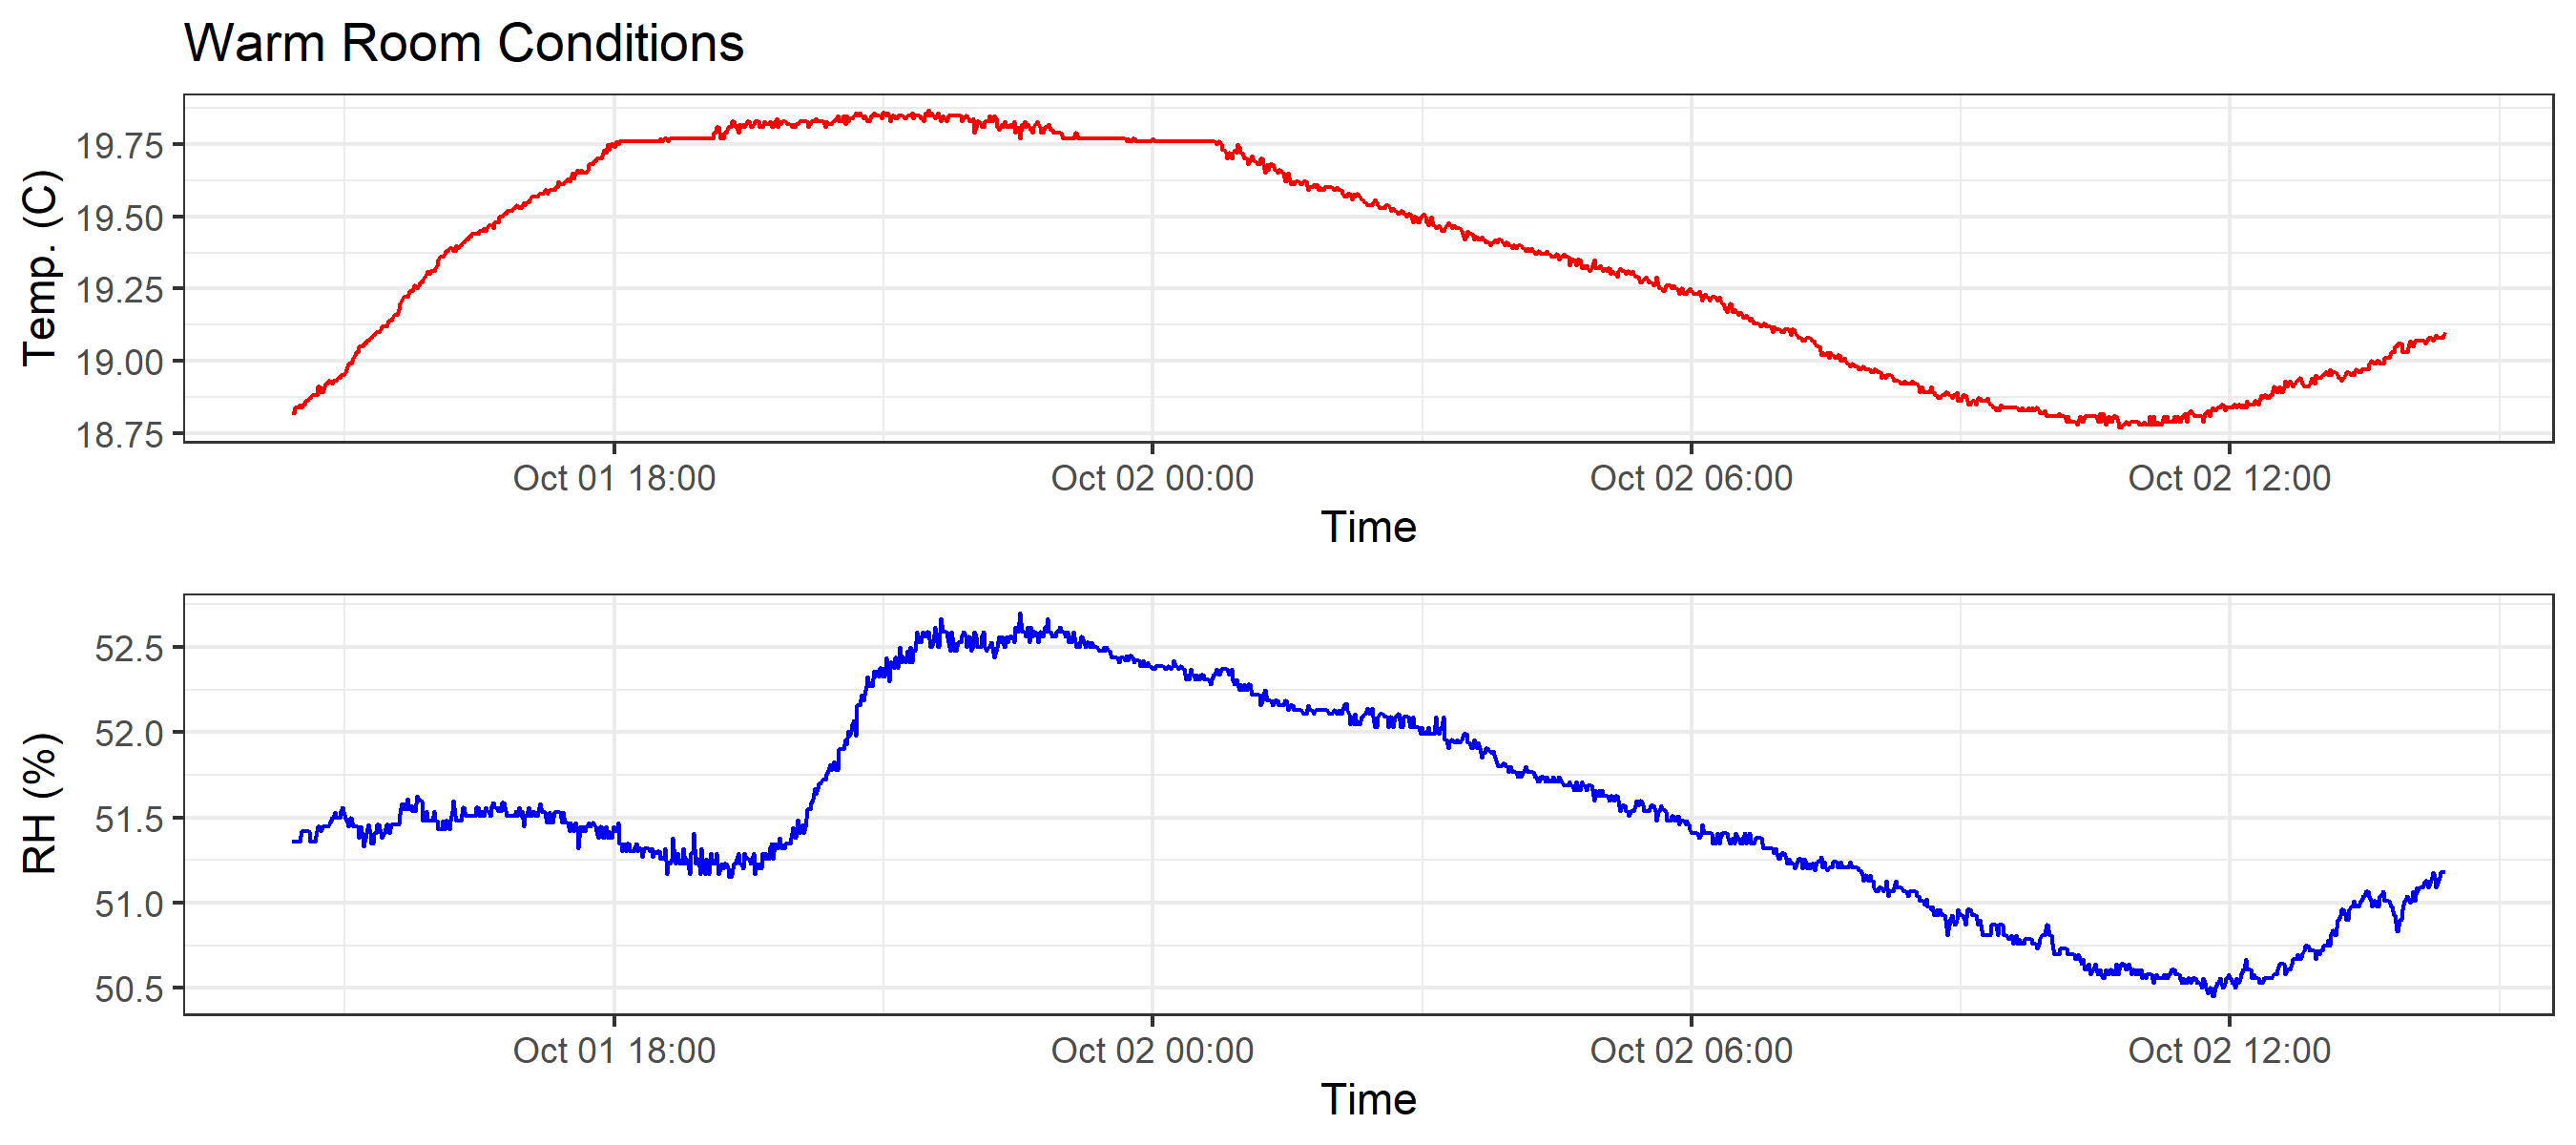 Warm Room Conditions
Temp. (C)
19.75
19.50
19.25
19.00
18.75
Oct 01 18:00 Oct 02 00:00 Oct 02 06:00 Oct 02 12:00
Time
RH (%)
52.5
52.0
51.5
51.0
50.5
Oct 01 18:00 Oct 02 00:00 Oct 02 06:00 Oct 02 12:00
Time